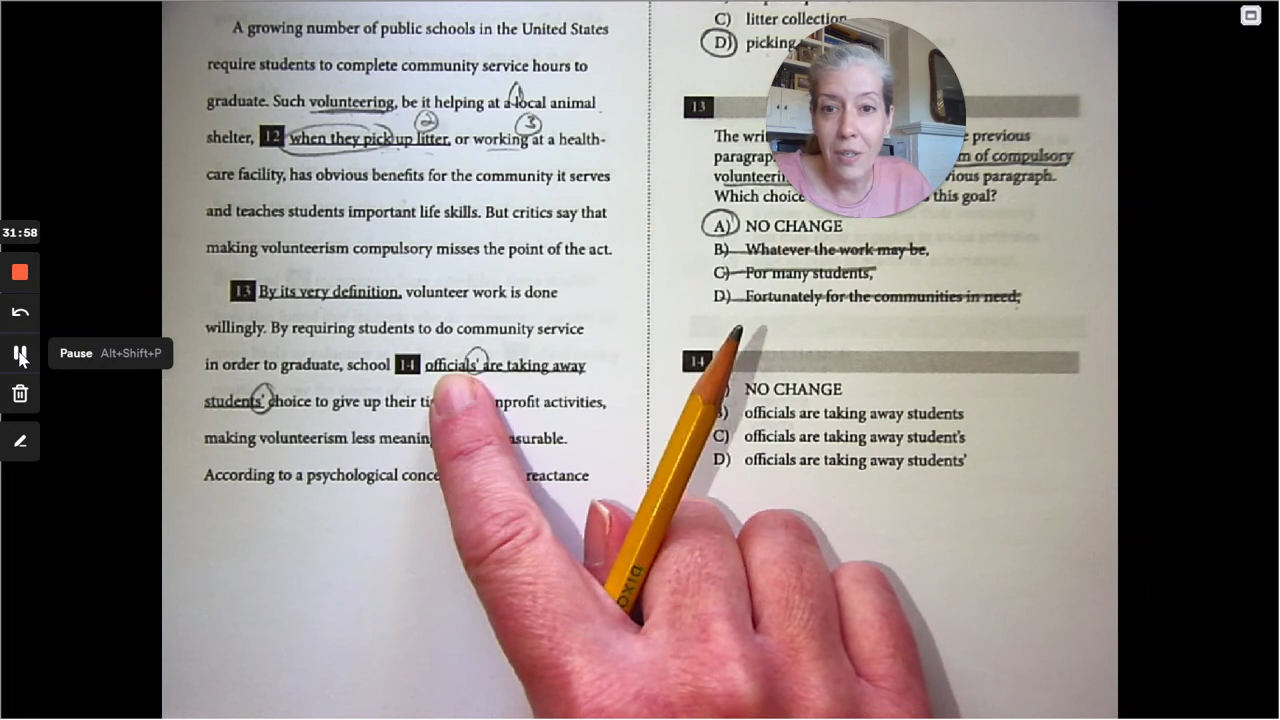 A growing number of public schools in the United States
require students to complete community service hours to
graduate. Such volunteering, be it helping at a local animal
shelter, 12 when they pick up litter, or working at a health-
care facility, has obvious benefits for the community it serves
and teaches students important life skills. But critics say that
making volunteerism compulsory misses the point of the act.
13 By its very definition, volunteer work is done
willingly. By requiring students to do community service
in order to graduate, school 14 officials' are taking away
students' choice to give up their nprofit activities,
making volunteerism less asurable.
According to a psychological reactance
1
2
3
C) litter collection
D) picking
13
The previous
paragrap m of compulsory
volunteerin vious paragraph.
Which choice this goal?
A) NO CHANGE
B) Whatever the work may be,
C) For many students,
D) Fortunately for the communities in need;
14
) NO CHANGE
B) officials are taking away students
C) officials are taking away student's
D) officials are taking away students'
31:58
Pause Alt+Shift+P